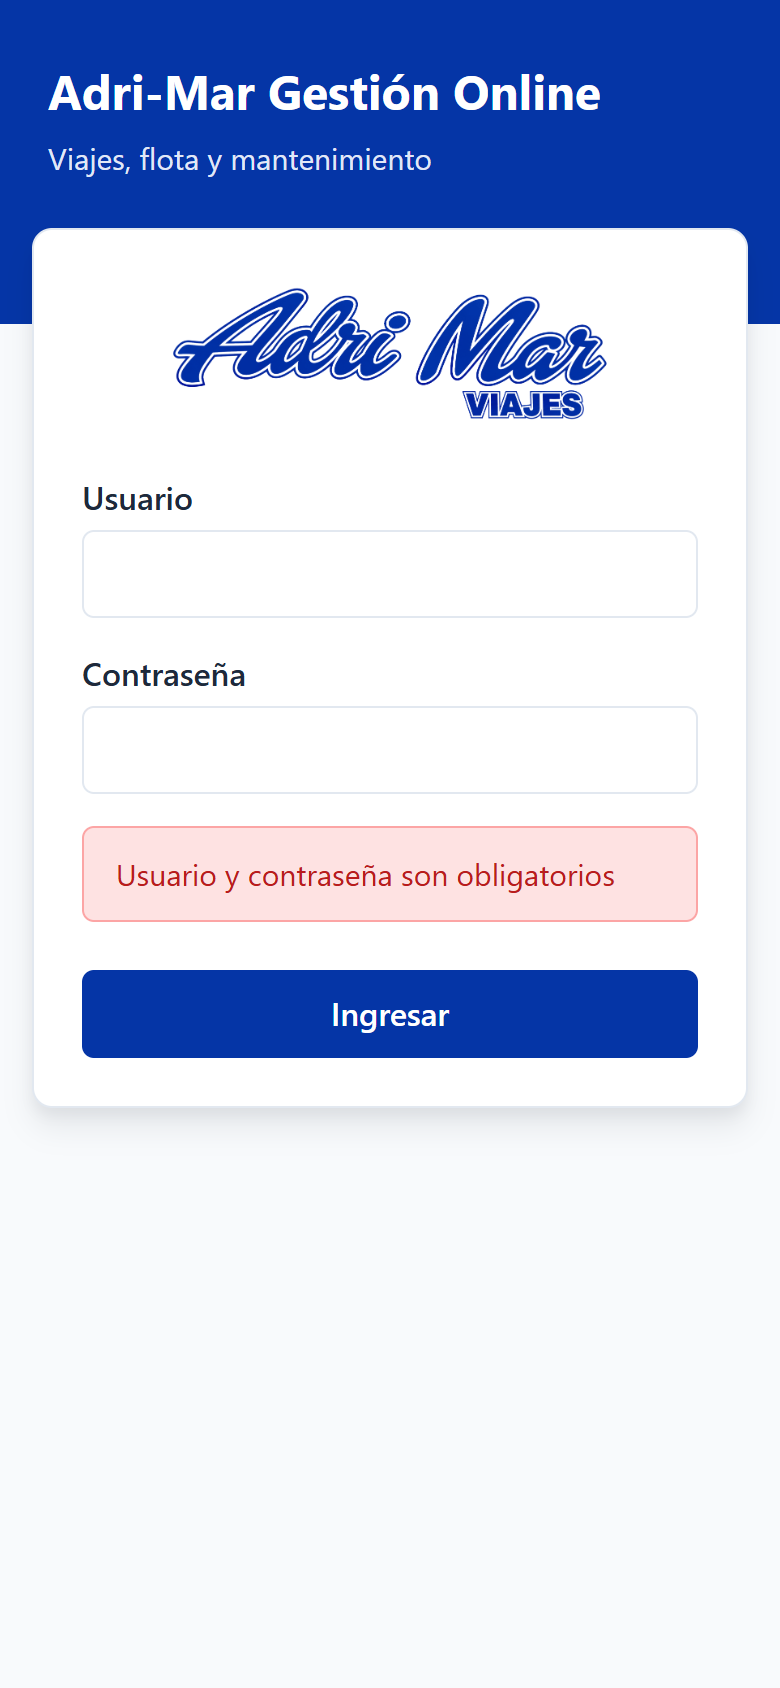 Adri-Mar Gestión Online
Viajes, flota y mantenimiento
Adri Mar
VIAJES
Usuario
Contraseña
Usuario y contraseña son obligatorios
Ingresar